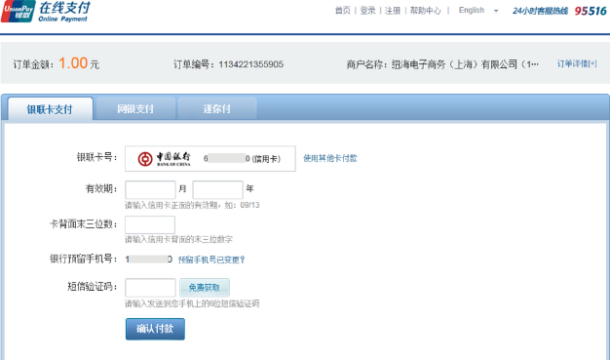 UnionPay 银联 在线支付 Online Payment
首页 | 登录 | 注册 | 帮助中心 | English 24小时客服热线 95516
订单金额：1.00元 订单编号：1134221355905 商户名称：纽海电子商务（上海）有限公司（1… 订单详情[+]
银联卡支付 网银支付 迷你付
银联卡号： 中国银行 BANK OF CHINA 6 0 (信用卡) 使用其他卡付款
有效期： 月 年
请输入信用卡正面的有效期，如：09/13
卡背面末三位数：
请输入信用卡背面的末三位数字
银行预留手机号： 1 0 预留手机号已变更？
短信验证码： 免费获取
请输入发送到您手机上的6位短信验证码
确认付款